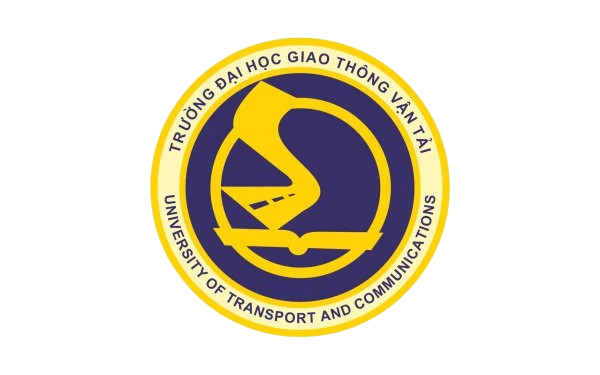 TRƯỜNG ĐẠI HỌC GIAO THÔNG VẬN TẢI
UNIVERSITY OF TRANSPORT AND COMMUNICATIONS